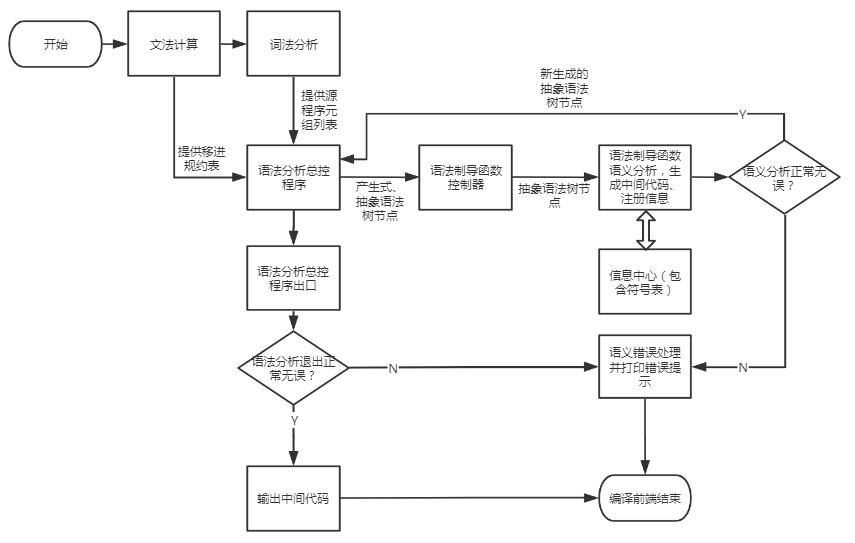 开始
文法计算
词法分析
提供源
程序元
组列表
提供移进
规约表
新生成的
抽象语法
树节点
Y
语法分析总控
程序
产生式、
抽象语法
树节点
语法制导函数
控制器
抽象语法树节
点
语法制导函数
语义分析，生
成中间代码、
注册信息
语义分析正常无
误？
语法分析总控
程序出口
信息中心（包
含符号表）
语法分析退出正
常无误？
N
语义错误处理
并打印错误提
示
N
Y
输出中间代码
编译前端结束